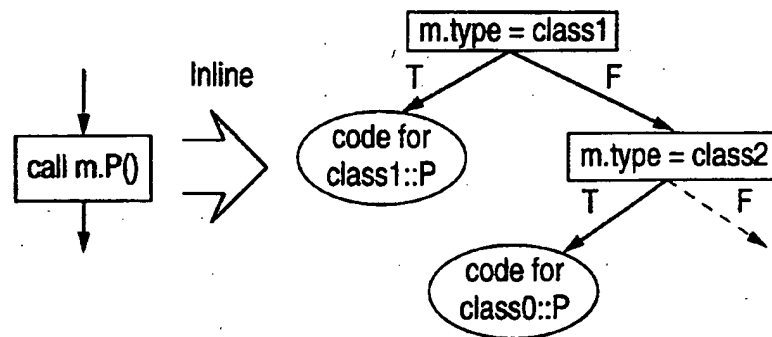 m.type = class1
Inline
T
F
call m.P()
code for
class1::P
m.type = class2
T
F
code for
class0::P